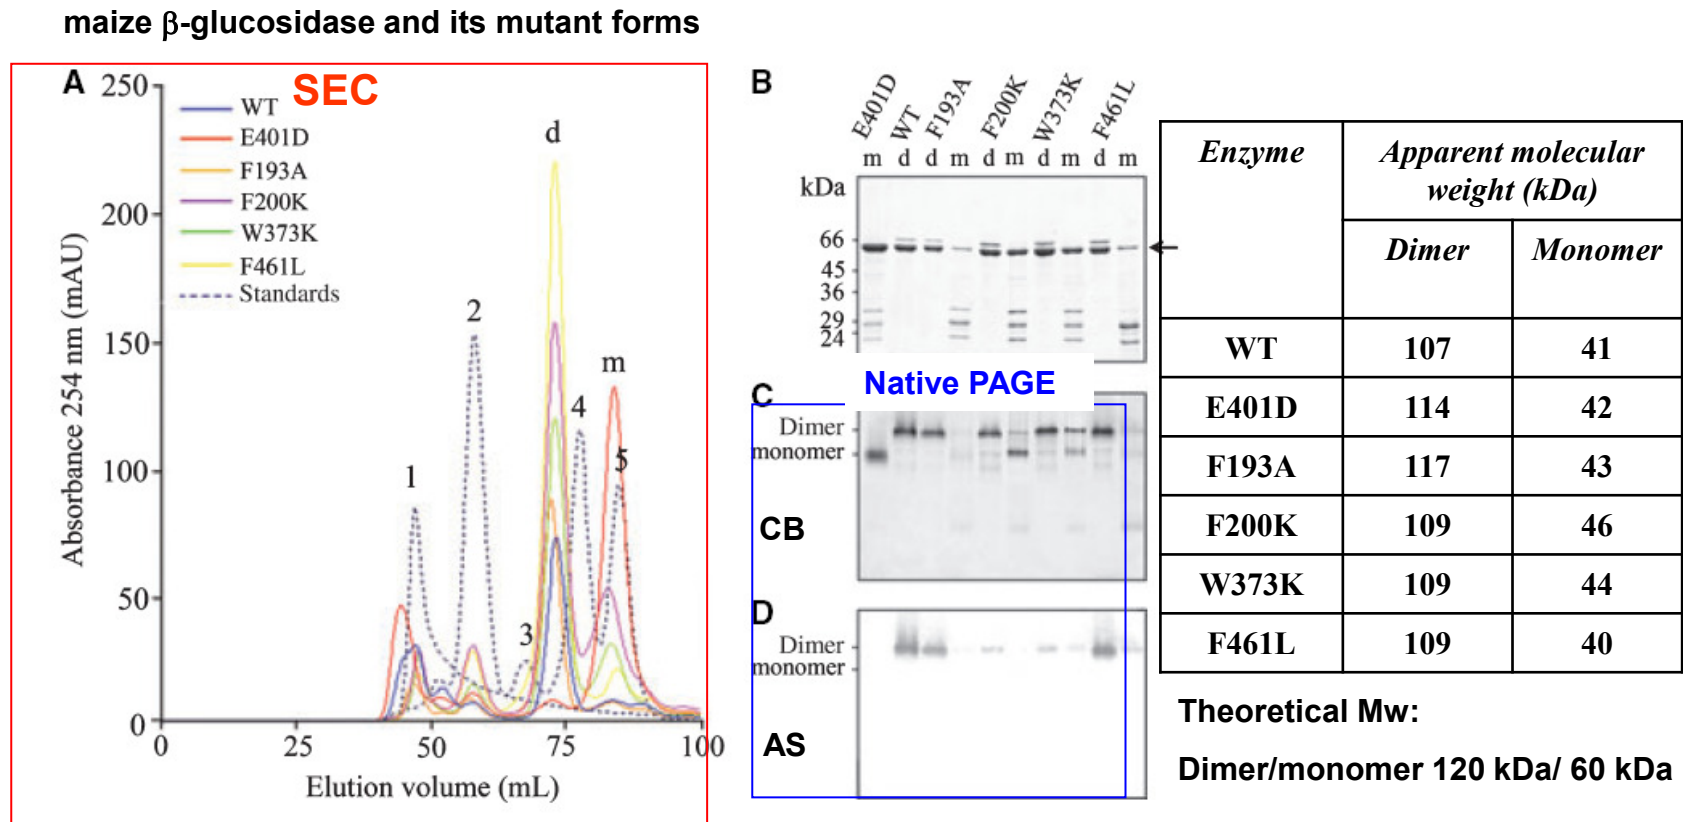 maize β-glucosidase and its mutant forms
A
SEC
250
200
150
100
50
0
Absorbance 254 nm (mAU)
WT
E401D
F193A
F200K
W373K
F461L
Standards
1
2
3
d
4
m
5
0 25 50 75 100
Elution volume (mL)
B
E401D WT F193A F200K W373K F461L
m d d m d m d m d m
kDa
66
45
36
29
24
Native PAGE
C
Dimer
monomer
CB
D
Dimer
monomer
AS
Enzyme Apparent molecular
weight (kDa)
Dimer Monomer
WT 107 41
E401D 114 42
F193A 117 43
F200K 109 46
W373K 109 44
F461L 109 40
Theoretical Mw:
Dimer/monomer 120 kDa/ 60 kDa